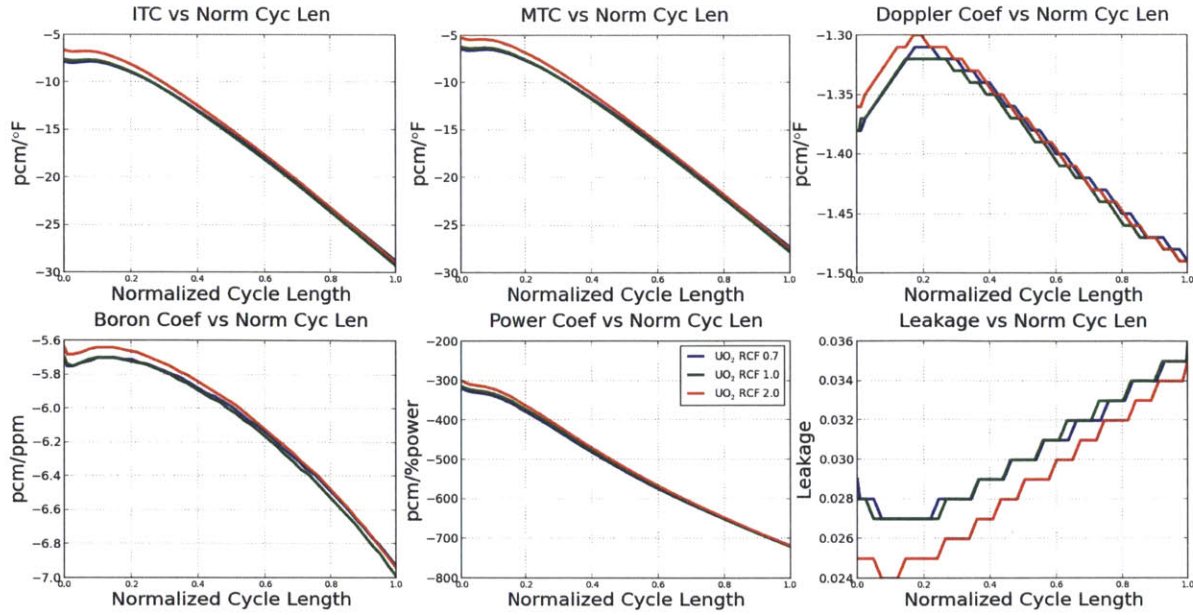 ITC vs Norm Cyc Len
pcm/°F
−5
−10
−15
−20
−25
−30
0.0 0.2 0.4 0.6 0.8 1.0
Normalized Cycle Length
MTC vs Norm Cyc Len
pcm/°F
−5
−10
−15
−20
−25
−30
0.0 0.2 0.4 0.6 0.8 1.0
Normalized Cycle Length
Doppler Coef vs Norm Cyc Len
pcm/°F
−1.30
−1.35
−1.40
−1.45
−1.50
0.0 0.2 0.4 0.6 0.8 1.0
Normalized Cycle Length
Boron Coef vs Norm Cyc Len
pcm/ppm
−5.6
−5.8
−6.0
−6.2
−6.4
−6.6
−6.8
−7.0
0.0 0.2 0.4 0.6 0.8 1.0
Normalized Cycle Length
Power Coef vs Norm Cyc Len
pcm/%power
−200
−300
−400
−500
−600
−700
−800
0.0 0.2 0.4 0.6 0.8 1.0
Normalized Cycle Length
UO₂ RCF 0.7
UO₂ RCF 1.0
UO₂ RCF 2.0
Leakage vs Norm Cyc Len
Leakage
0.036
0.034
0.032
0.030
0.028
0.026
0.024
0.0 0.2 0.4 0.6 0.8 1.0
Normalized Cycle Length